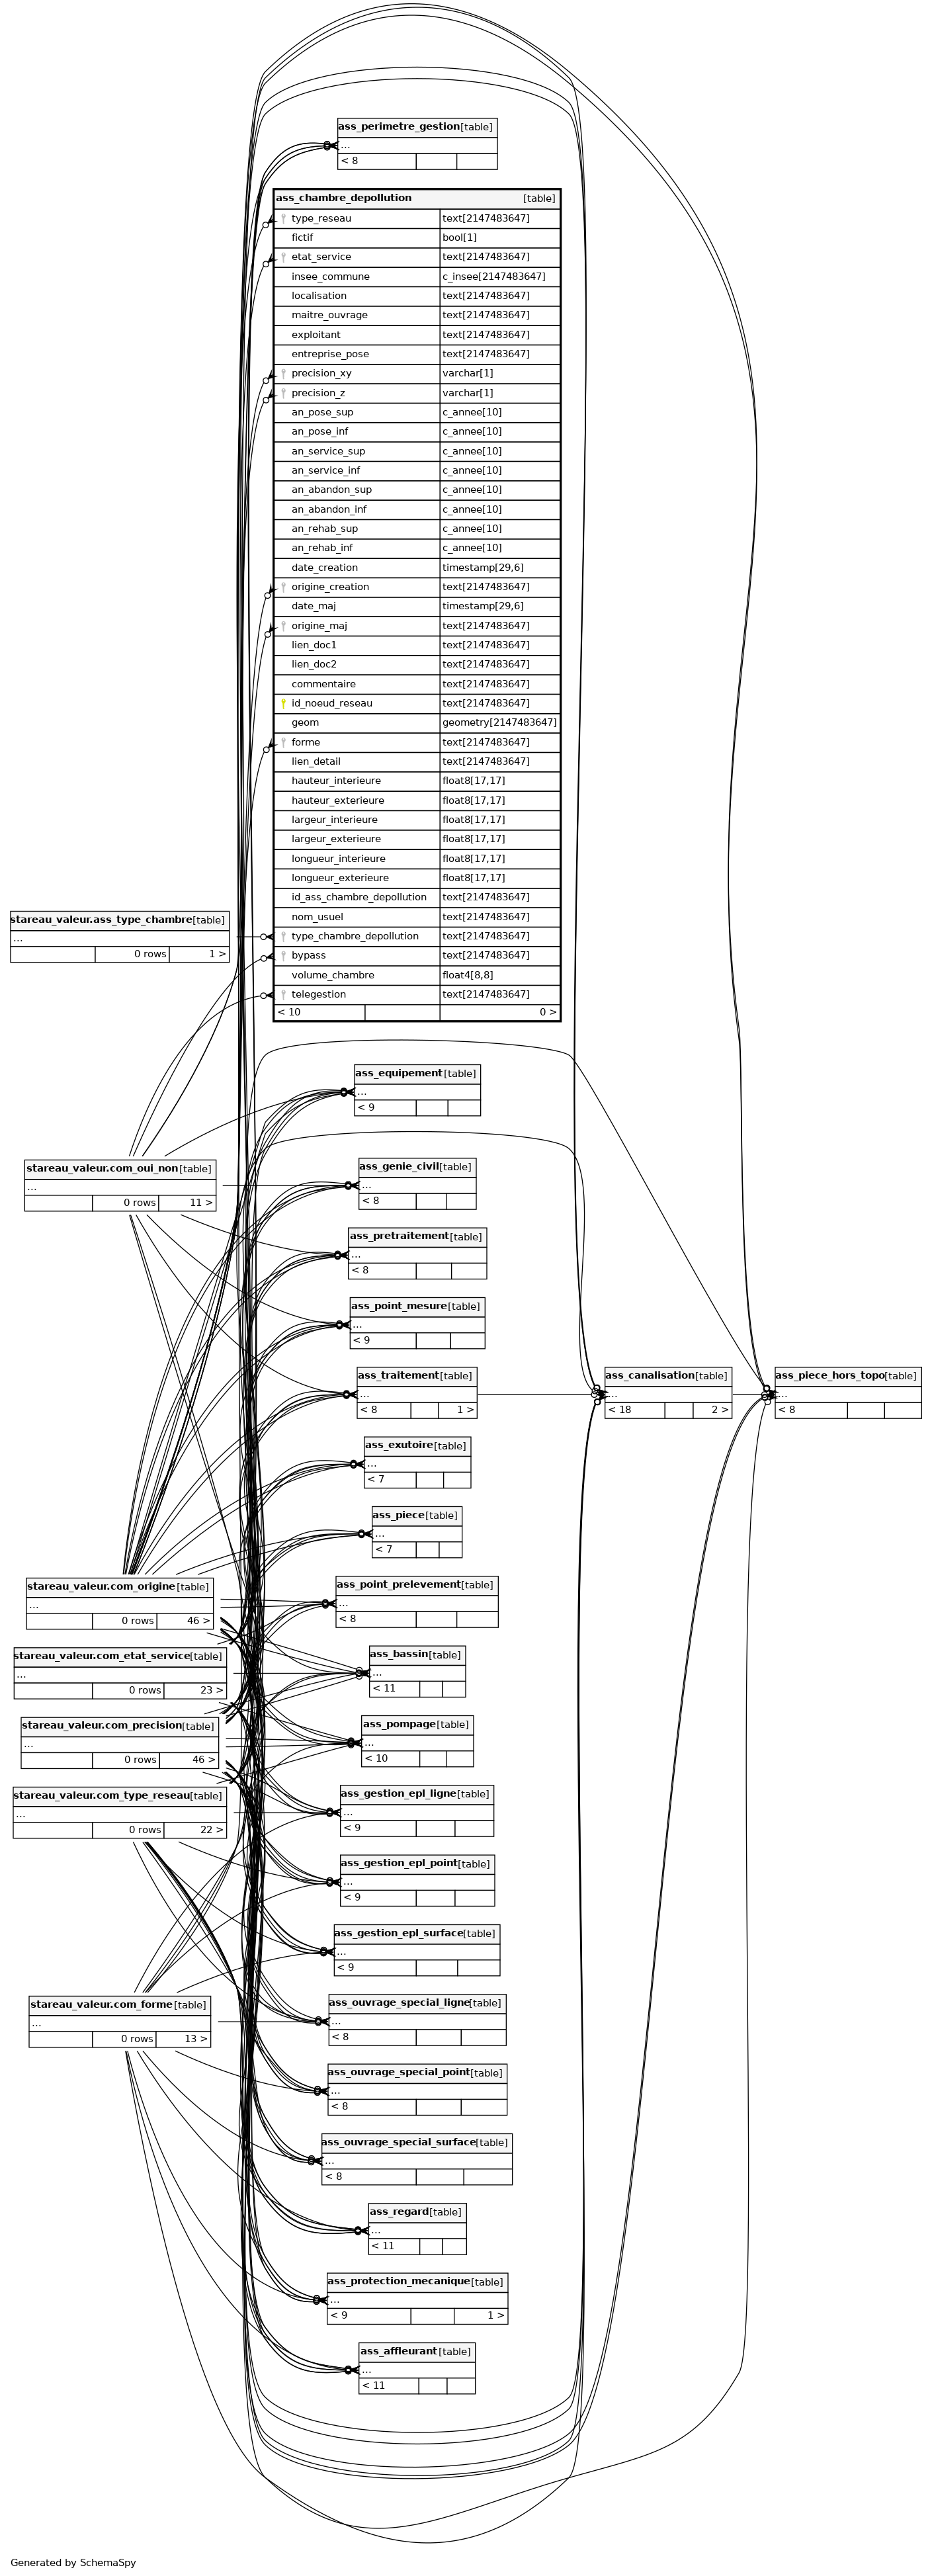 ass_perimetre_gestion [table]
...
< 8
ass_chambre_depollution [table]
type_reseau text[2147483647]
fictif bool[1]
etat_service text[2147483647]
insee_commune c_insee[2147483647]
localisation text[2147483647]
maitre_ouvrage text[2147483647]
exploitant text[2147483647]
entreprise_pose text[2147483647]
precision_xy varchar[1]
precision_z varchar[1]
an_pose_sup c_annee[10]
an_pose_inf c_annee[10]
an_service_sup c_annee[10]
an_service_inf c_annee[10]
an_abandon_sup c_annee[10]
an_abandon_inf c_annee[10]
an_rehab_sup c_annee[10]
an_rehab_inf c_annee[10]
date_creation timestamp[29,6]
origine_creation text[2147483647]
date_maj timestamp[29,6]
origine_maj text[2147483647]
lien_doc1 text[2147483647]
lien_doc2 text[2147483647]
commentaire text[2147483647]
id_noeud_reseau text[2147483647]
geom geometry[2147483647]
forme text[2147483647]
lien_detail text[2147483647]
hauteur_interieure float8[17,17]
hauteur_exterieure float8[17,17]
largeur_interieure float8[17,17]
largeur_exterieure float8[17,17]
longueur_interieure float8[17,17]
longueur_exterieure float8[17,17]
id_ass_chambre_depollution text[2147483647]
nom_usuel text[2147483647]
type_chambre_depollution text[2147483647]
bypass text[2147483647]
volume_chambre float4[8,8]
telegestion text[2147483647]
< 10 0 >
stareau_valeur.ass_type_chambre [table]
...
0 rows 1 >
ass_equipement [table]
...
< 9
stareau_valeur.com_oui_non [table]
...
0 rows 11 >
ass_genie_civil [table]
...
< 8
ass_pretraitement [table]
...
< 8
ass_point_mesure [table]
...
< 9
ass_traitement [table]
...
< 8 1 >
ass_canalisation [table]
...
< 18 2 >
ass_piece_hors_topo [table]
...
< 8
ass_exutoire [table]
...
< 7
ass_piece [table]
...
< 7
stareau_valeur.com_origine [table]
...
0 rows 46 >
ass_point_prelevement [table]
...
< 8
stareau_valeur.com_etat_service [table]
...
0 rows 23 >
ass_bassin [table]
...
< 11
stareau_valeur.com_precision [table]
...
0 rows 46 >
ass_pompage [table]
...
< 10
stareau_valeur.com_type_reseau [table]
...
0 rows 22 >
ass_gestion_epl_ligne [table]
...
< 9
ass_gestion_epl_point [table]
...
< 9
ass_gestion_epl_surface [table]
...
< 9
stareau_valeur.com_forme [table]
...
0 rows 13 >
ass_ouvrage_special_ligne [table]
...
< 8
ass_ouvrage_special_point [table]
...
< 8
ass_ouvrage_special_surface [table]
...
< 8
ass_regard [table]
...
< 11
ass_protection_mecanique [table]
...
< 9 1 >
ass_affleurant [table]
...
< 11
Generated by SchemaSpy